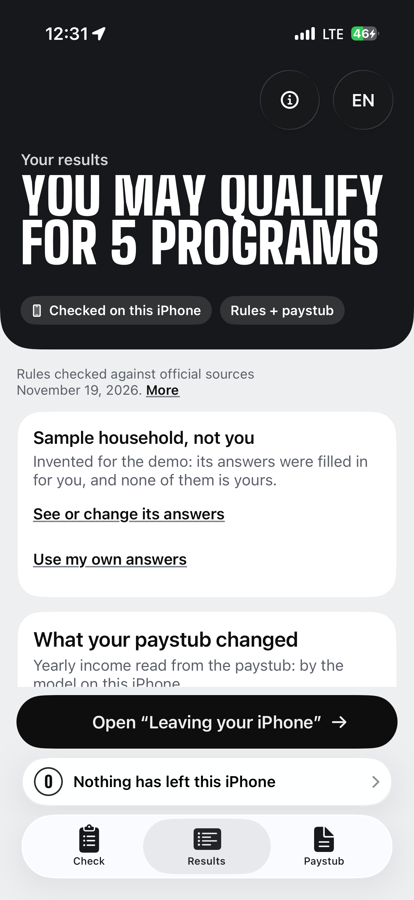 12:31
LTE
46
EN
Your results
YOU MAY QUALIFY
FOR 5 PROGRAMS
Checked on this iPhone
Rules + paystub
Rules checked against official sources
November 19, 2026. More
Sample household, not you
Invented for the demo: its answers were filled in
for you, and none of them is yours.
See or change its answers
Use my own answers
What your paystub changed
Yearly income read from the paystub: by the
model on this iPhone
Open “Leaving your iPhone” →
0
Nothing has left this iPhone
Check
Results
Paystub